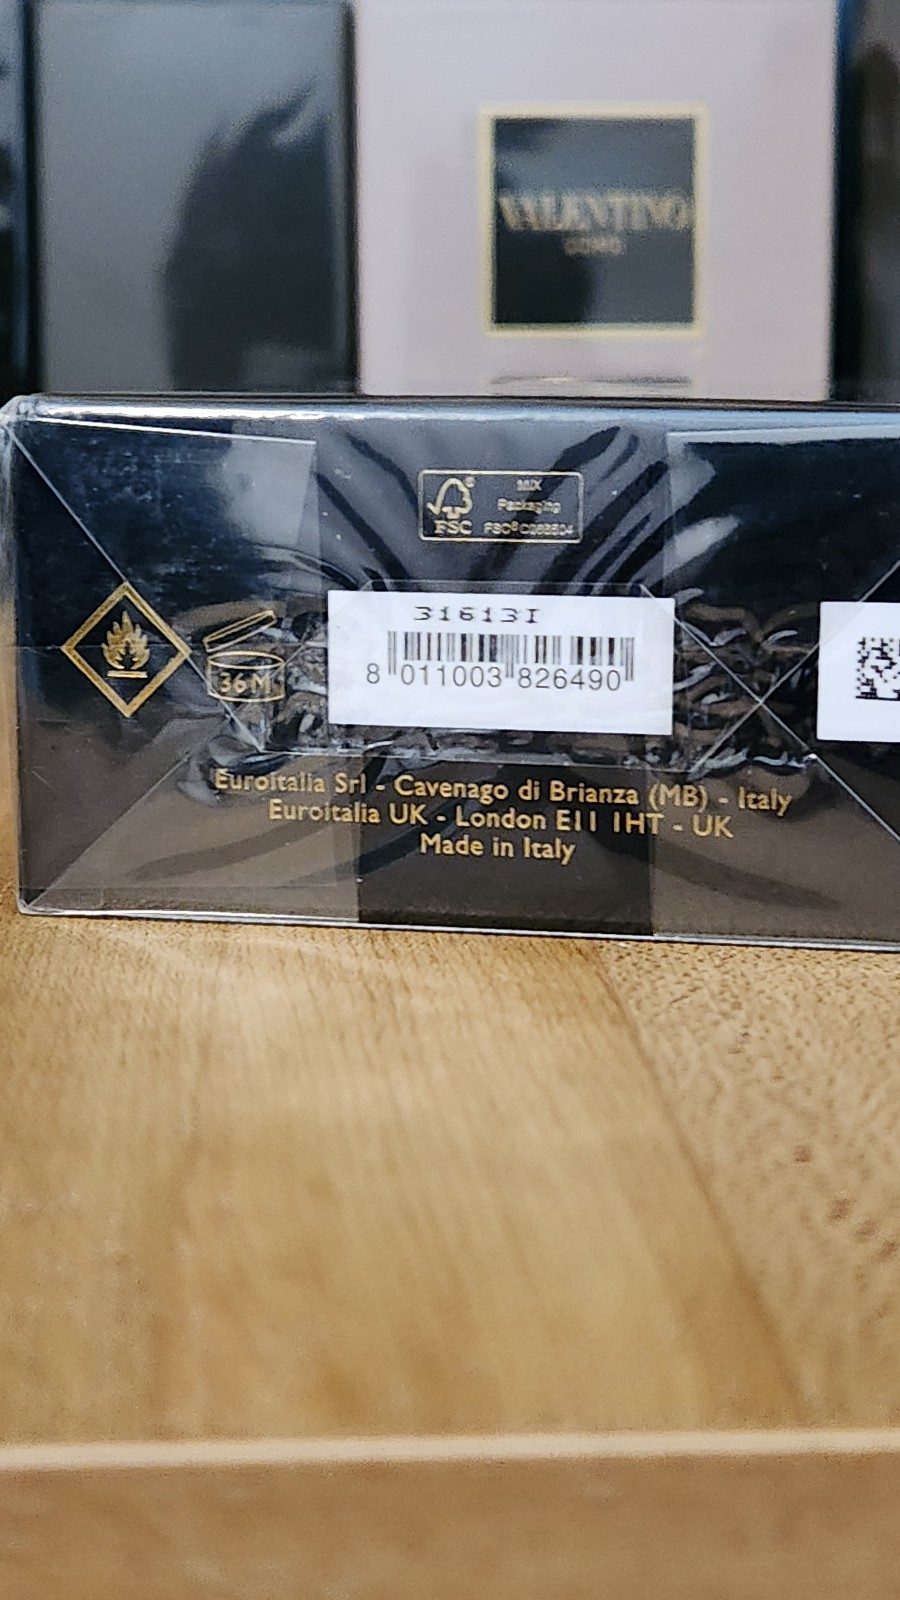 VALENTINO
UOMO
MIX
Packaging
FSC
31613I
8 011003 826490
36M
Euroitalia Srl - Cavenago di Brianza (MB) - Italy
Euroitalia UK - London E11 1HT - UK
Made in Italy